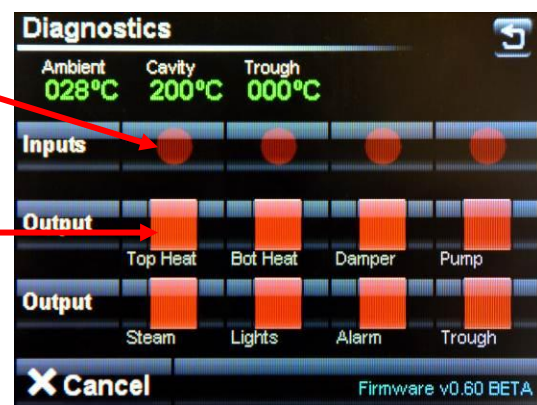 Diagnostics
Ambient Cavity Trough
028ºC 200ºC 000ºC
Inputs
Output
Top Heat Bot Heat Damper Pump
Output
Steam Lights Alarm Trough
Cancel
Firmware v0.60 BETA